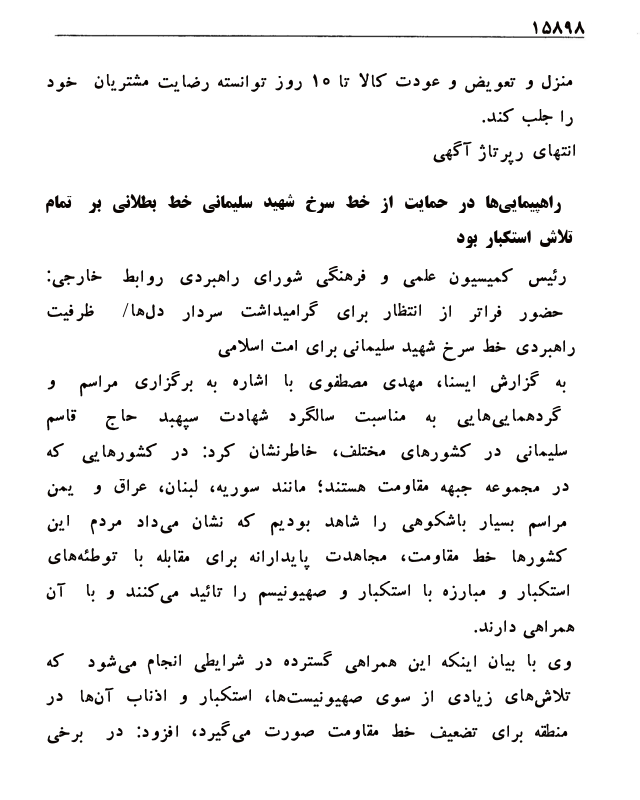 ۱۵۸۹۸
منزل و تعویض و عودت کالا تا ۱۰ روز توانسته رضایت مشتریان خود
را جلب کند.
انتهای رپرتاژ آگهی
راهپیمایی‌ها در حمایت از خط سرخ شهید سلیمانی خط بطلانی بر تمام
تلاش استکبار بود
رئیس کمیسیون علمی و فرهنگی شورای راهبردی روابط خارجی:
حضور فراتر از انتظار برای گرامیداشت سردار دل‌ها/ ظرفیت
راهبردی خط سرخ شهید سلیمانی برای امت اسلامی
به گزارش ایسنا، مهدی مصطفوی با اشاره به برگزاری مراسم و
گردهمایی‌هایی به مناسبت سالگرد شهادت سپهبد حاج قاسم
سلیمانی در کشورهای مختلف، خاطرنشان کرد: در کشورهایی که
در مجموعه جبهه مقاومت هستند؛ مانند سوریه، لبنان، عراق و یمن
مراسم بسیار باشکوهی را شاهد بودیم که نشان می‌داد مردم این
کشورها خط مقاومت، مجاهدت پایدارانه برای مقابله با توطئه‌های
استکبار و مبارزه با استکبار و صهیونیسم را تائید می‌کنند و با آن
همراهی دارند.
وی با بیان اینکه این همراهی گسترده در شرایطی انجام می‌شود که
تلاش‌های زیادی از سوی صهیونیست‌ها، استکبار و اذناب آن‌ها در
منطقه برای تضعیف خط مقاومت صورت می‌گیرد، افزود: در برخی